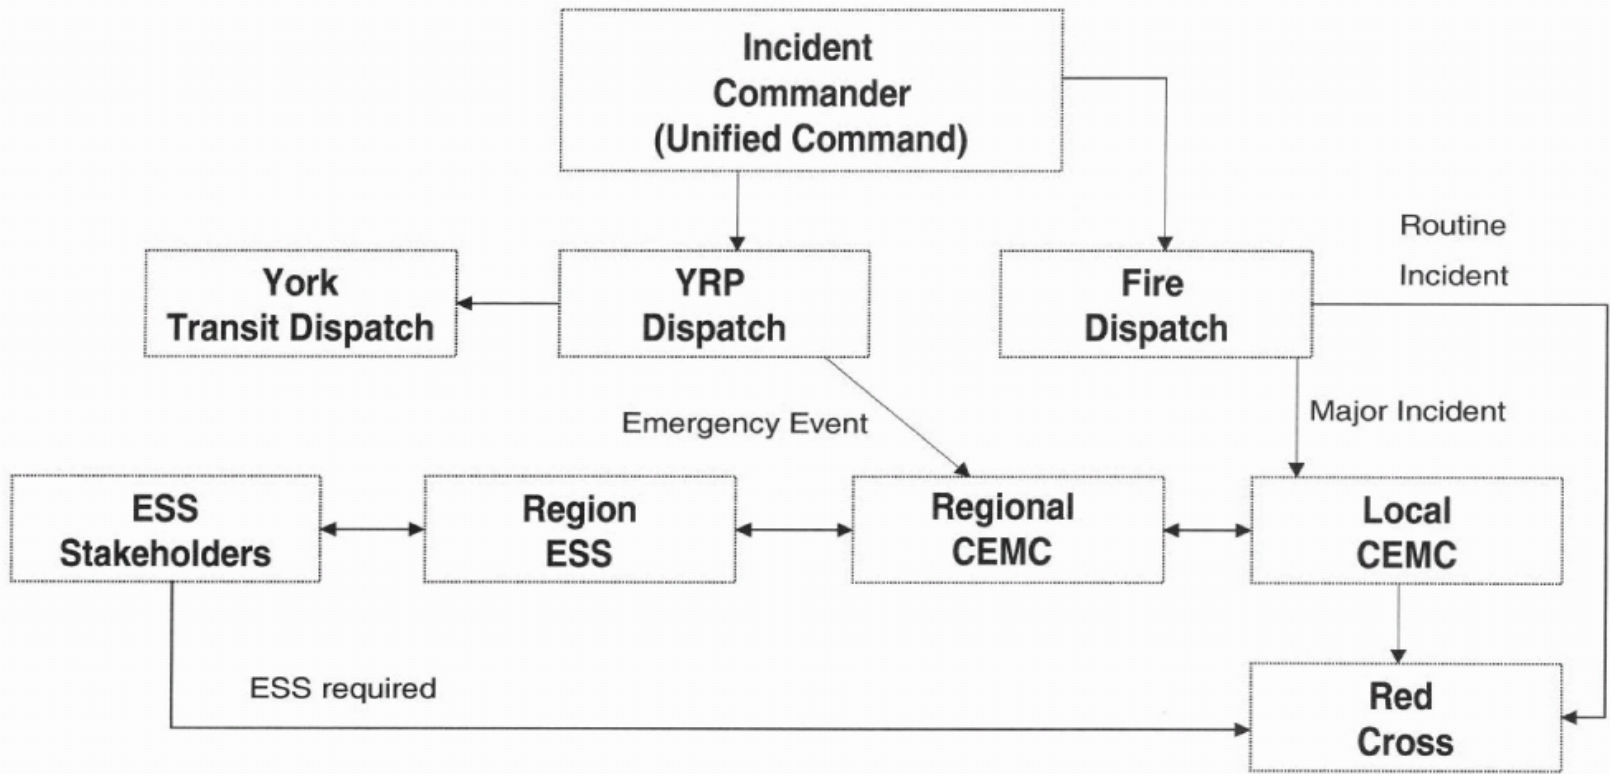 Incident
Commander
(Unified Command)
Routine
Incident
York
Transit Dispatch
YRP
Dispatch
Fire
Dispatch
Emergency Event
Major Incident
ESS
Stakeholders
Region
ESS
Regional
CEMC
Local
CEMC
ESS required
Red
Cross